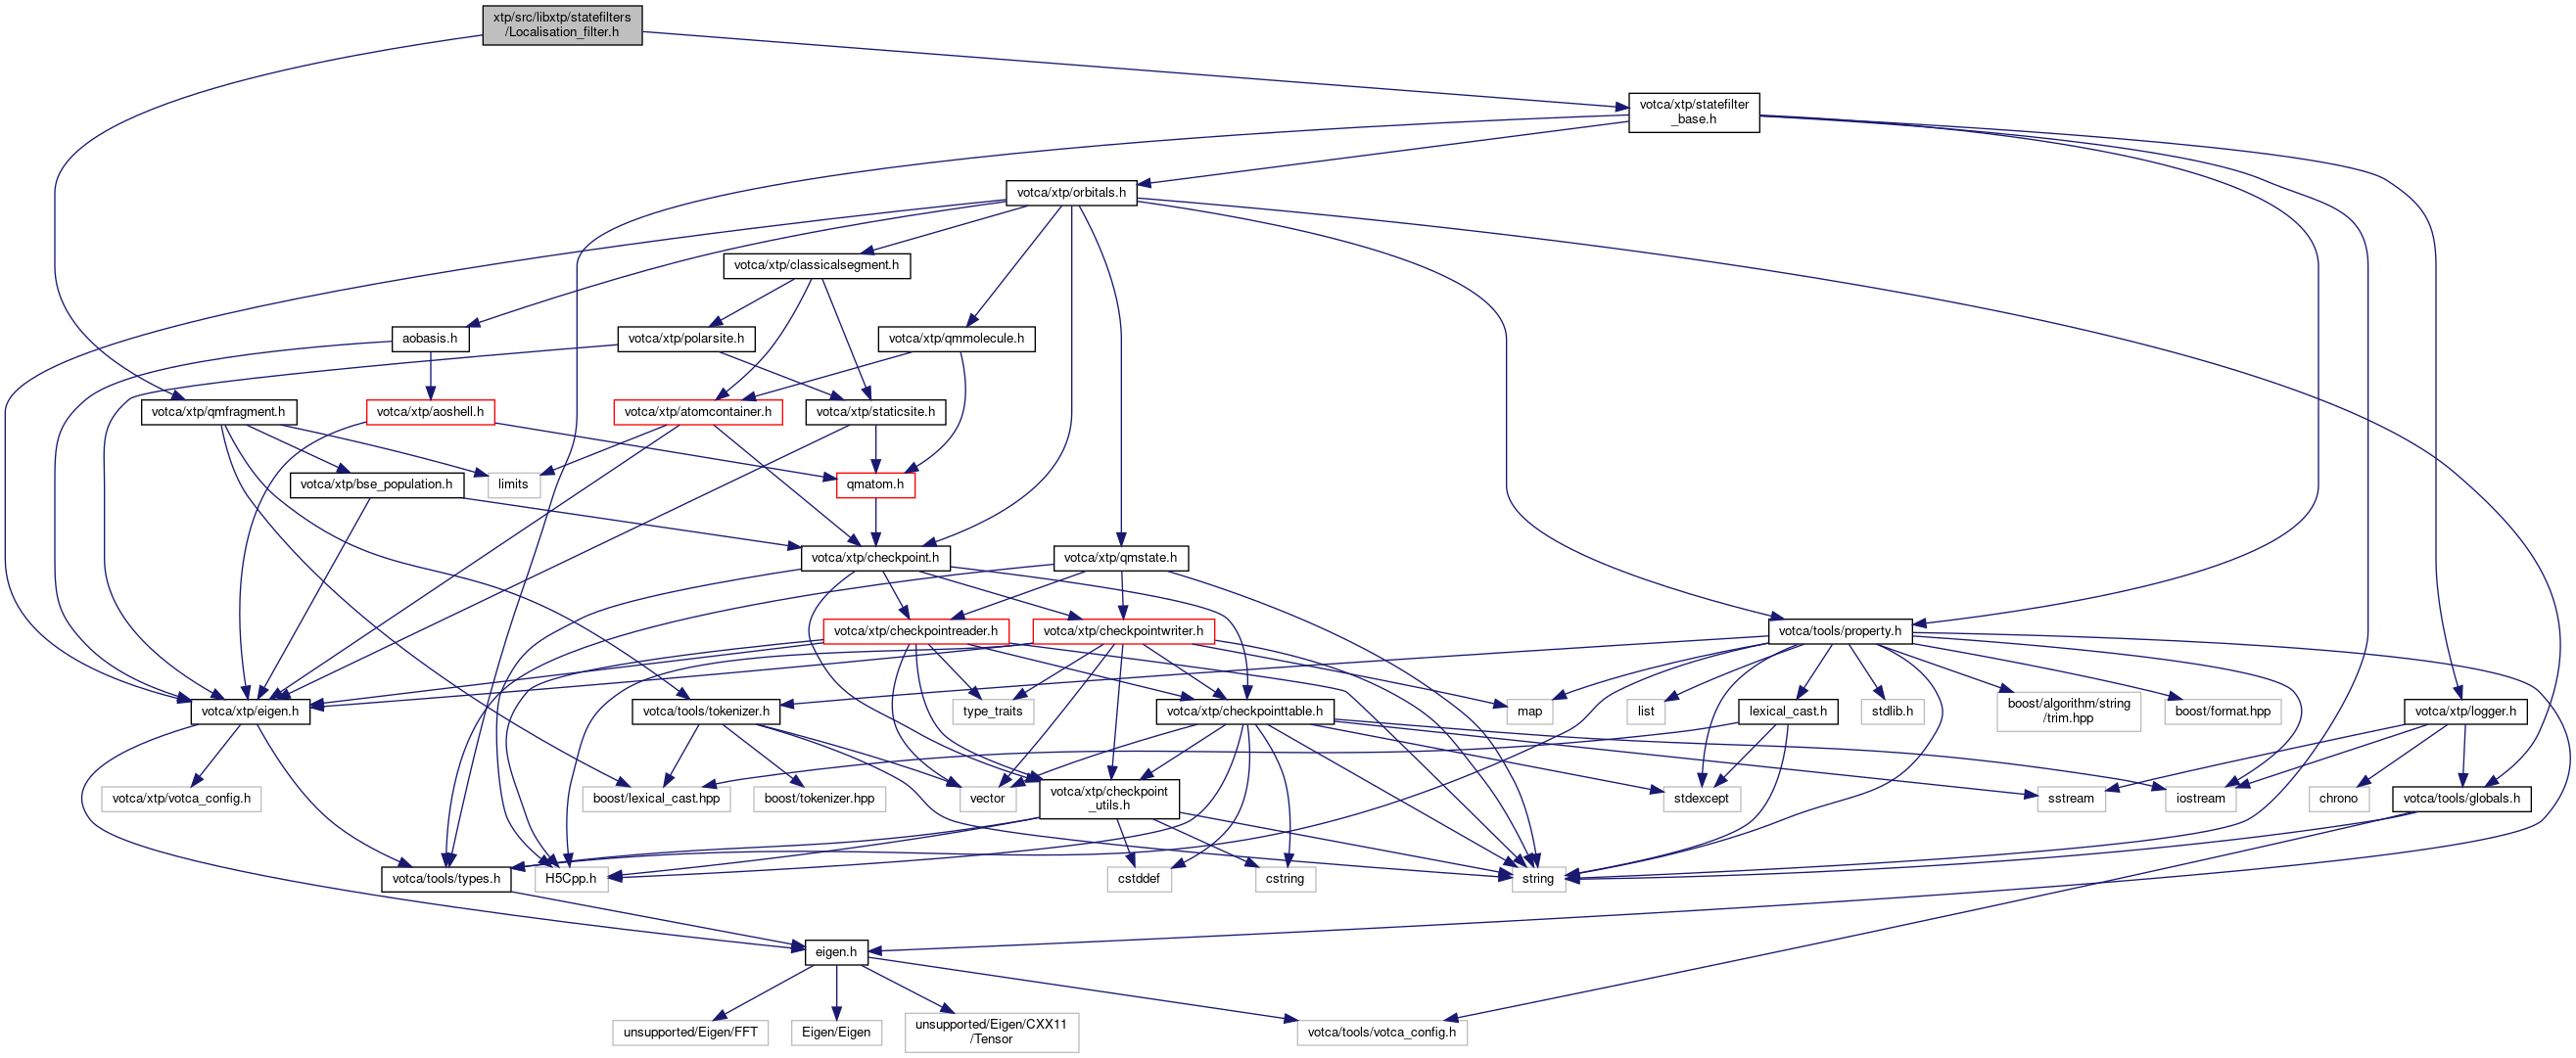 xtp/src/libxtp/statefilters
/Localisation_filter.h
votca/xtp/statefilter
_base.h
votca/xtp/orbitals.h
votca/xtp/classicalsegment.h
aobasis.h
votca/xtp/polarsite.h
votca/xtp/qmmolecule.h
votca/xtp/qmfragment.h
votca/xtp/aoshell.h
votca/xtp/atomcontainer.h
votca/xtp/staticsite.h
votca/xtp/bse_population.h
limits
qmatom.h
votca/xtp/checkpoint.h
votca/xtp/qmstate.h
votca/xtp/checkpointreader.h
votca/xtp/checkpointwriter.h
votca/tools/property.h
votca/xtp/eigen.h
votca/tools/tokenizer.h
type_traits
votca/xtp/checkpointtable.h
map
list
lexical_cast.h
stdlib.h
boost/algorithm/string
/trim.hpp
boost/format.hpp
votca/xtp/logger.h
votca/xtp/votca_config.h
boost/lexical_cast.hpp
boost/tokenizer.hpp
vector
votca/xtp/checkpoint
_utils.h
stdexcept
sstream
iostream
chrono
votca/tools/globals.h
votca/tools/types.h
H5Cpp.h
cstddef
cstring
string
eigen.h
unsupported/Eigen/FFT
Eigen/Eigen
unsupported/Eigen/CXX11
/Tensor
votca/tools/votca_config.h